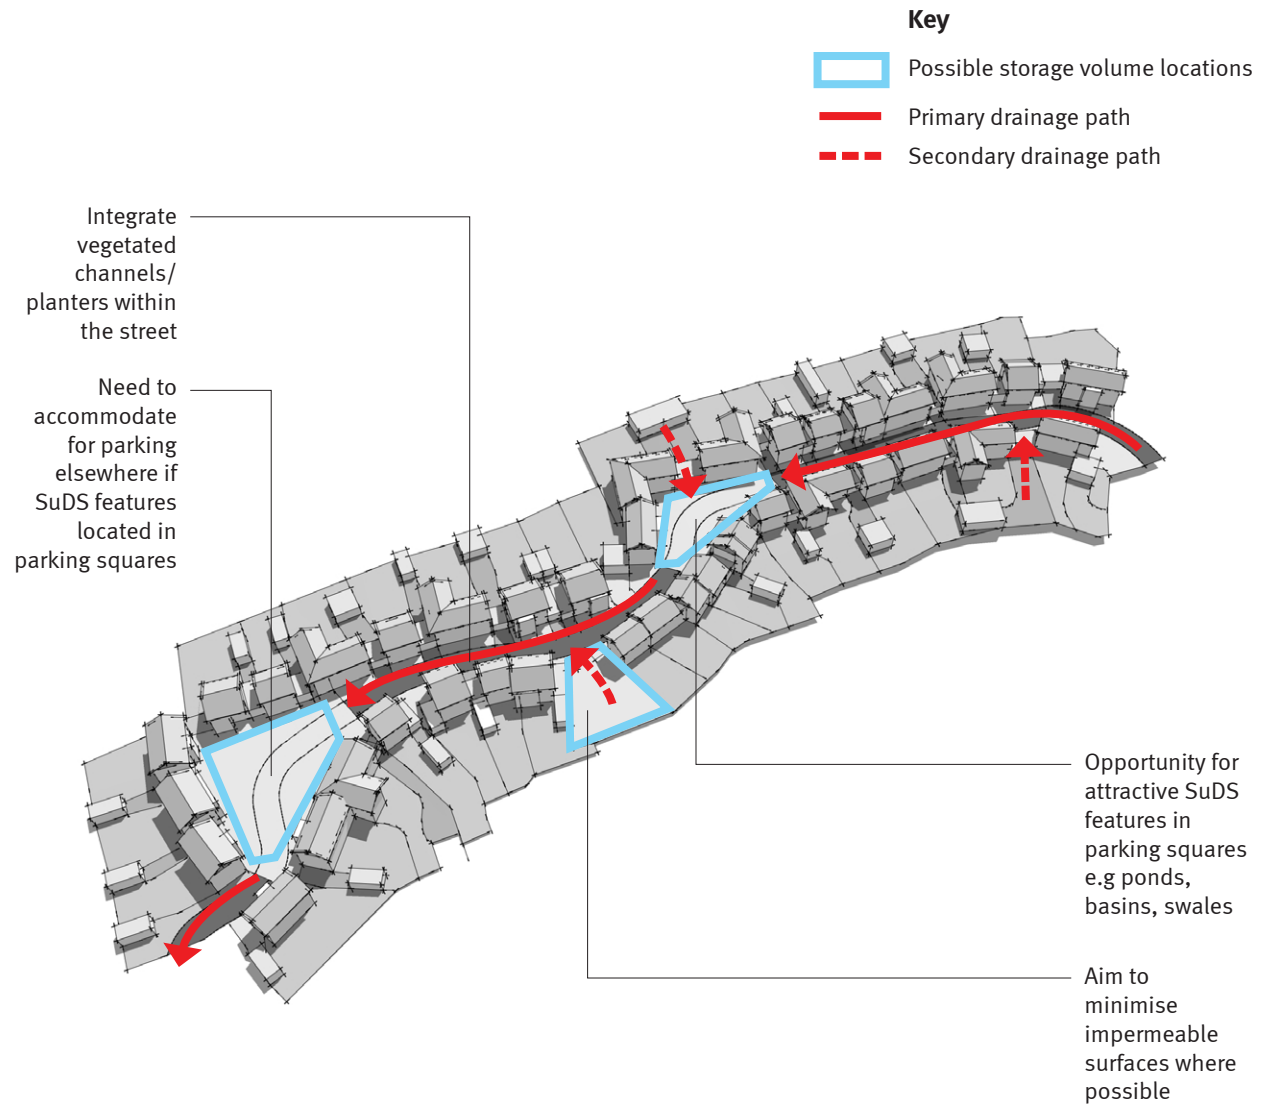 Key
Possible storage volume locations
Primary drainage path
Secondary drainage path
Integrate
vegetated
channels/
planters within
the street
Need to
accommodate
for parking
elsewhere if
SuDS features
located in
parking squares
Opportunity for
attractive SuDS
features in
parking squares
e.g ponds,
basins, swales
Aim to
minimise
impermeable
surfaces where
possible